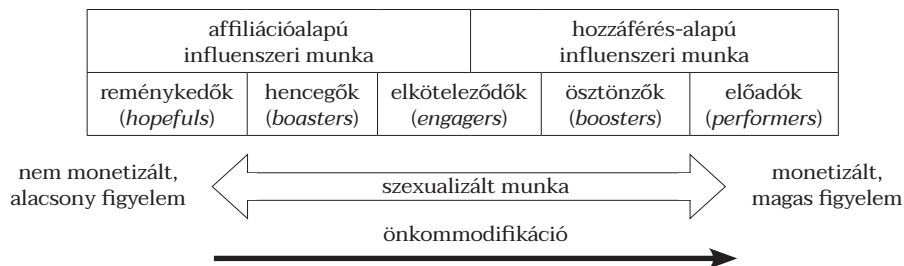 affiliációalapú
influenszeri munka
hozzáférés-alapú
influenszeri munka
reménykedők
(hopefuls)
hencegők
(boasters)
elköteleződők
(engagers)
ösztönzők
(boosters)
előadók
(performers)
nem monetizált,
alacsony figyelem
szexualizált munka
monetizált,
magas figyelem
önkommodifikáció